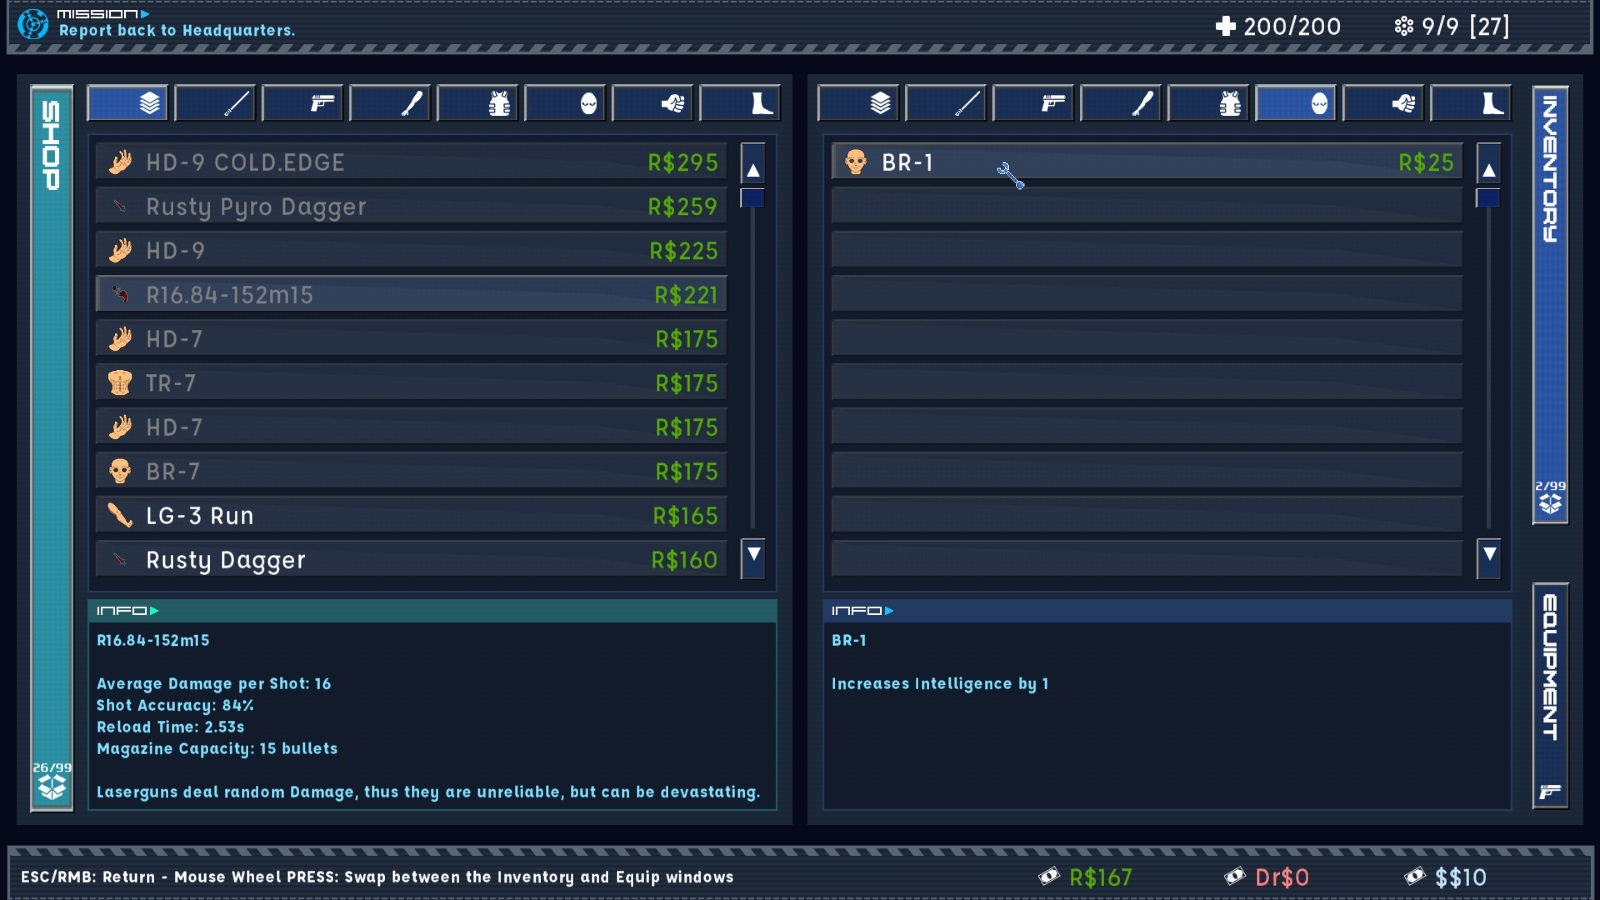 MISSION
Report back to Headquarters.
200/200
9/9 [27]
SHOP
26/99
HD-9 COLD.EDGE R$295
Rusty Pyro Dagger R$259
HD-9 R$225
R16.84-152m15 R$221
HD-7 R$175
TR-7 R$175
HD-7 R$175
BR-7 R$175
LG-3 Run R$165
Rusty Dagger R$160
INFO
R16.84-152m15
Average Damage per Shot: 16
Shot Accuracy: 84%
Reload Time: 2.53s
Magazine Capacity: 15 bullets
Laserguns deal random Damage, thus they are unreliable, but can be devastating.
BR-1 R$25
INFO
BR-1
Increases Intelligence by 1
INVENTORY
2/99
EQUIPMENT
ESC/RMB: Return - Mouse Wheel PRESS: Swap between the Inventory and Equip windows
R$167
Dr$0
$$10